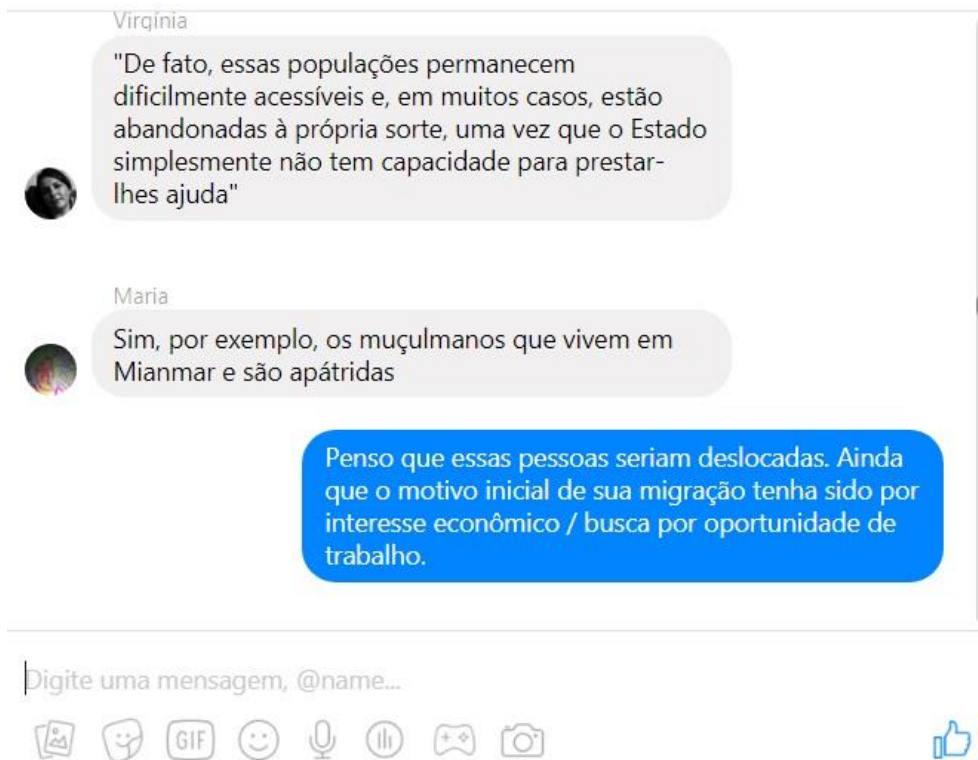 Virgínia
"De fato, essas populações permanecem
dificilmente acessíveis e, em muitos casos, estão
abandonadas à própria sorte, uma vez que o Estado
simplesmente não tem capacidade para prestar-
lhes ajuda"
Maria
Sim, por exemplo, os muçulmanos que vivem em
Mianmar e são apátridas
Penso que essas pessoas seriam deslocadas. Ainda
que o motivo inicial de sua migração tenha sido por
interesse econômico / busca por oportunidade de
trabalho.
Digite uma mensagem, @name...
GIF